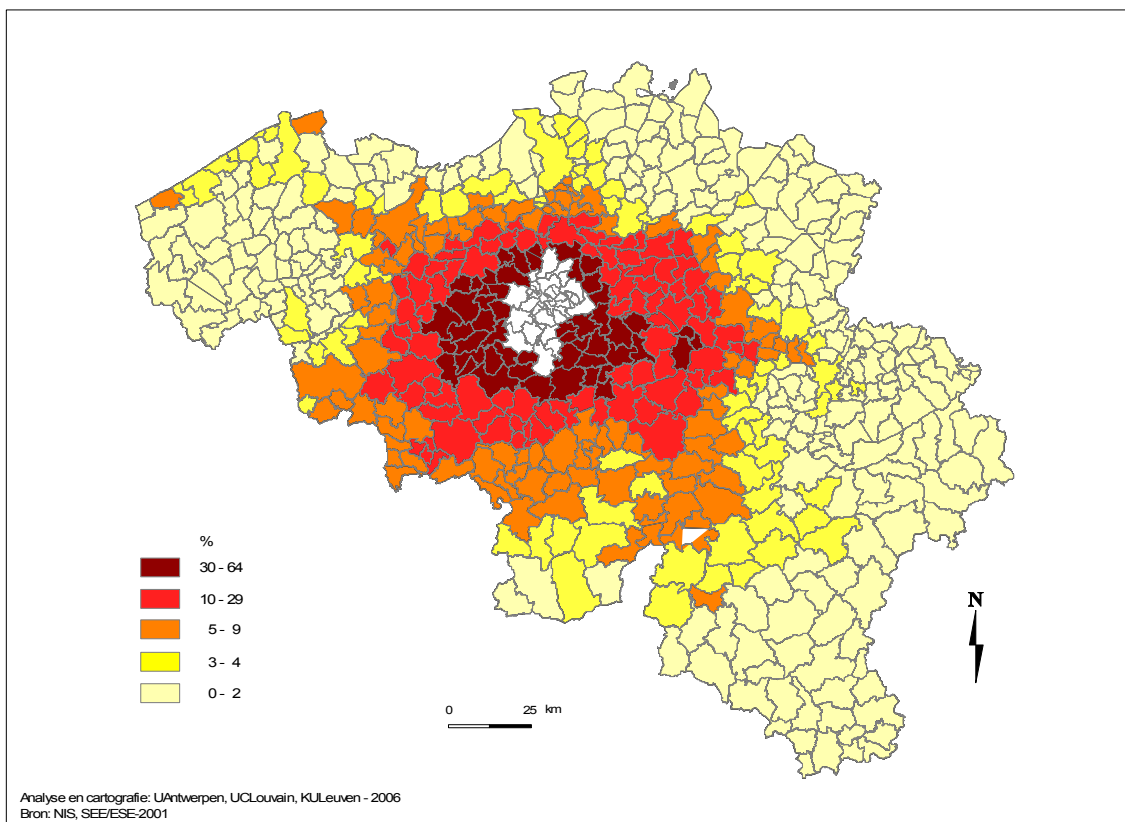 %
30 - 64
10 - 29
5 - 9
3 - 4
0 - 2
0 25 km
N
Analyse en cartografie: UAntwerpen, UCLouvain, KULeuven - 2006
Bron: NIS, SEE/ESE-2001